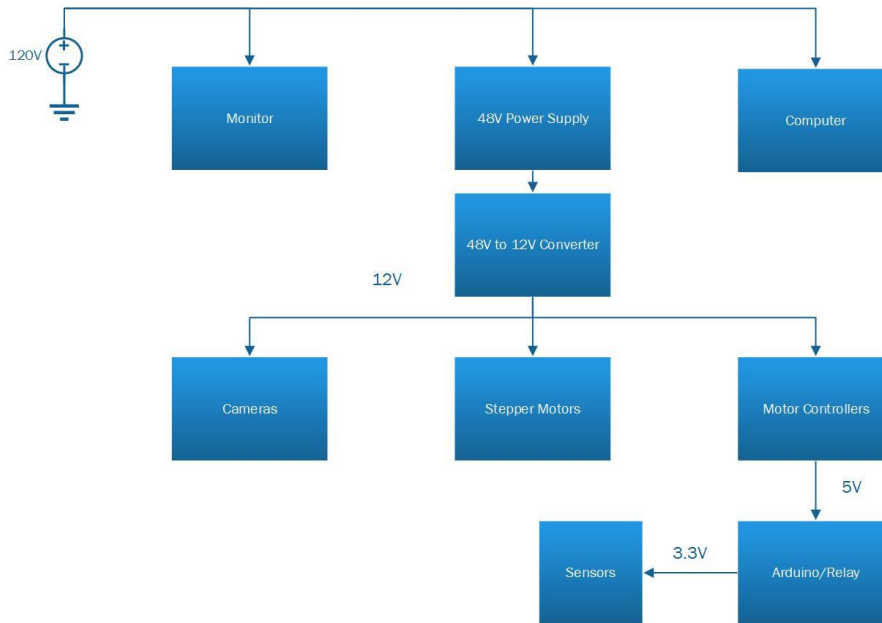 120V
Monitor
48V Power Supply
Computer
48V to 12V Converter
12V
Cameras
Stepper Motors
Motor Controllers
5V
Sensors
3.3V
Arduino/Relay